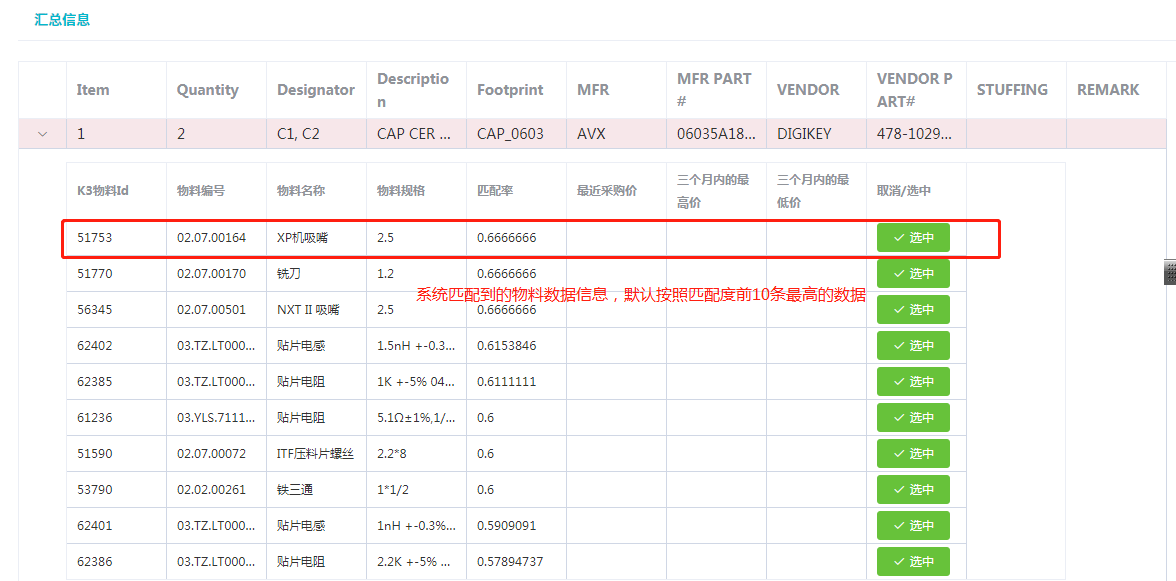 汇总信息
Item Quantity Designator Descriptio
n Footprint MFR MFR PART
# VENDOR VENDOR P
ART# STUFFING REMARK
1 2 C1, C2 CAP CER ... CAP_0603 AVX 06035A18... DIGIKEY 478-1029...
K3物料Id 物料编号 物料名称 物料规格 匹配率 最近采购价 三个月内的最
高价 三个月内的最
低价 取消/选中
51753 02.07.00164 XP机吸嘴 2.5 0.6666666 选中
51770 02.07.00170 铣刀 1.2 0.6666666 选中
系统匹配到的物料数据信息，默认按照匹配度前10条最高的数据
56345 02.07.00501 NXT II 吸嘴 2.5 0.6666666 选中
62402 03.TZ.LT000... 贴片电感 1.5nH +-0.3... 0.6153846 选中
62385 03.TZ.LT000... 贴片电阻 1K +-5% 04... 0.6111111 选中
61236 03.YLS.7111... 贴片电阻 5.1Ω±1%,1/... 0.6 选中
51590 02.07.00072 ITF压料片螺丝 2.2*8 0.6 选中
53790 02.02.00261 铁三通 1*1/2 0.6 选中
62401 03.TZ.LT000... 贴片电感 1nH +-0.3%... 0.5909091 选中
62386 03.TZ.LT000... 贴片电阻 2.2K +-5% ... 0.57894737 选中